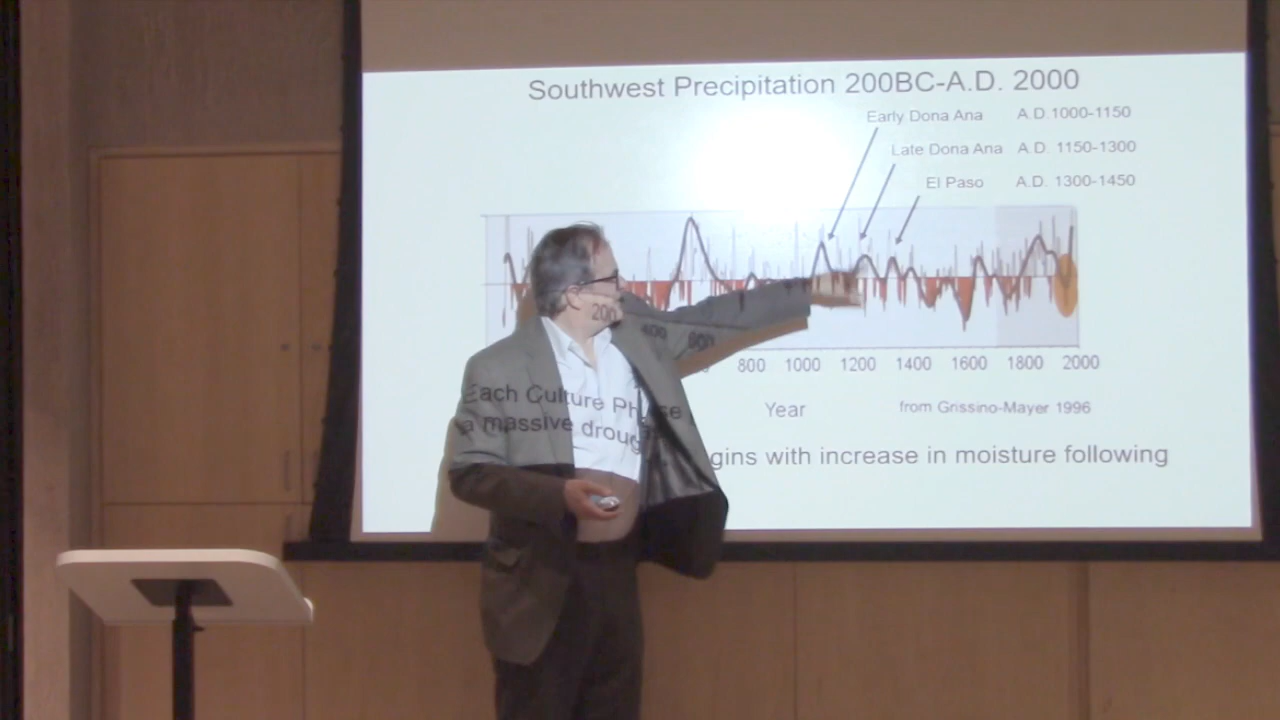 Southwest Precipitation 200BC-A.D. 2000
Early Dona Ana A.D.1000-1150
Late Dona Ana A.D. 1150-1300
El Paso A.D. 1300-1450
200 400 600 800 1000 1200 1400 1600 1800 2000
Year from Grissino-Mayer 1996
Each Culture Phase gins with increase in moisture following
a massive droug